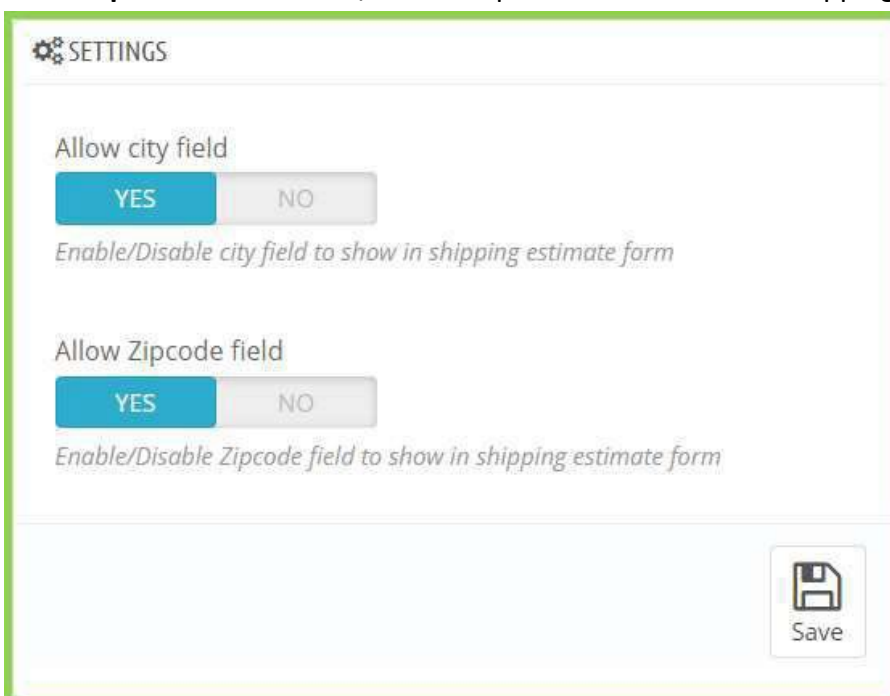 SETTINGS
Allow city field
YES NO
Enable/Disable city field to show in shipping estimate form
Allow Zipcode field
YES NO
Enable/Disable Zipcode field to show in shipping estimate form
Save